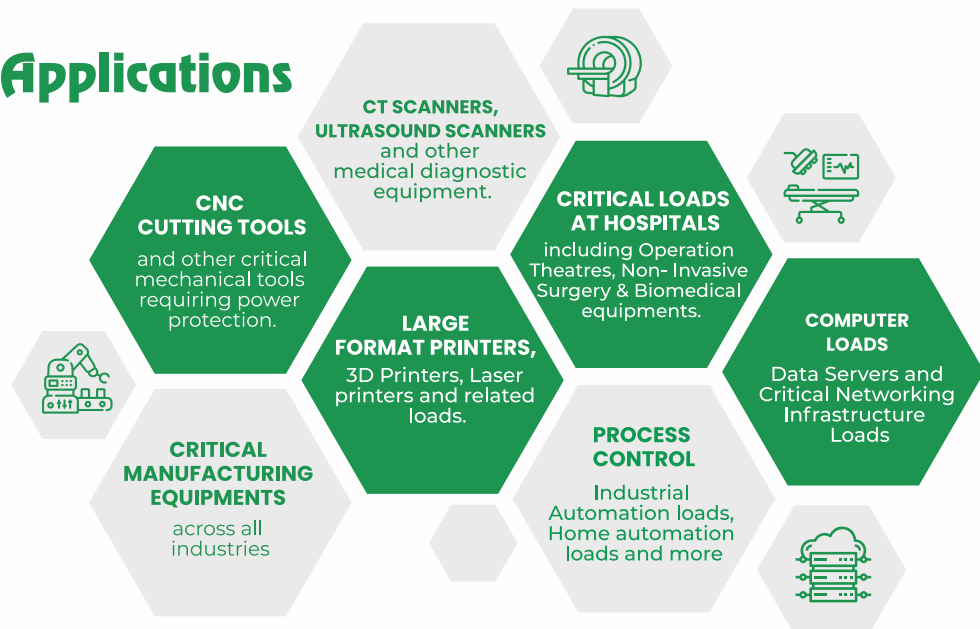 Applications
CT SCANNERS,
ULTRASOUND SCANNERS
and other
medical diagnostic
equipment.
CNC
CUTTING TOOLS
and other critical
mechanical tools
requiring power
protection.
CRITICAL LOADS
AT HOSPITALS
including Operation
Theatres, Non- Invasive
Surgery & Biomedical
equipments.
LARGE
FORMAT PRINTERS,
3D Printers, Laser
printers and related
loads.
COMPUTER
LOADS
Data Servers and
Critical Networking
Infrastructure
Loads
CRITICAL
MANUFACTURING
EQUIPMENTS
across all
industries
PROCESS
CONTROL
Industrial
Automation loads,
Home automation
loads and more